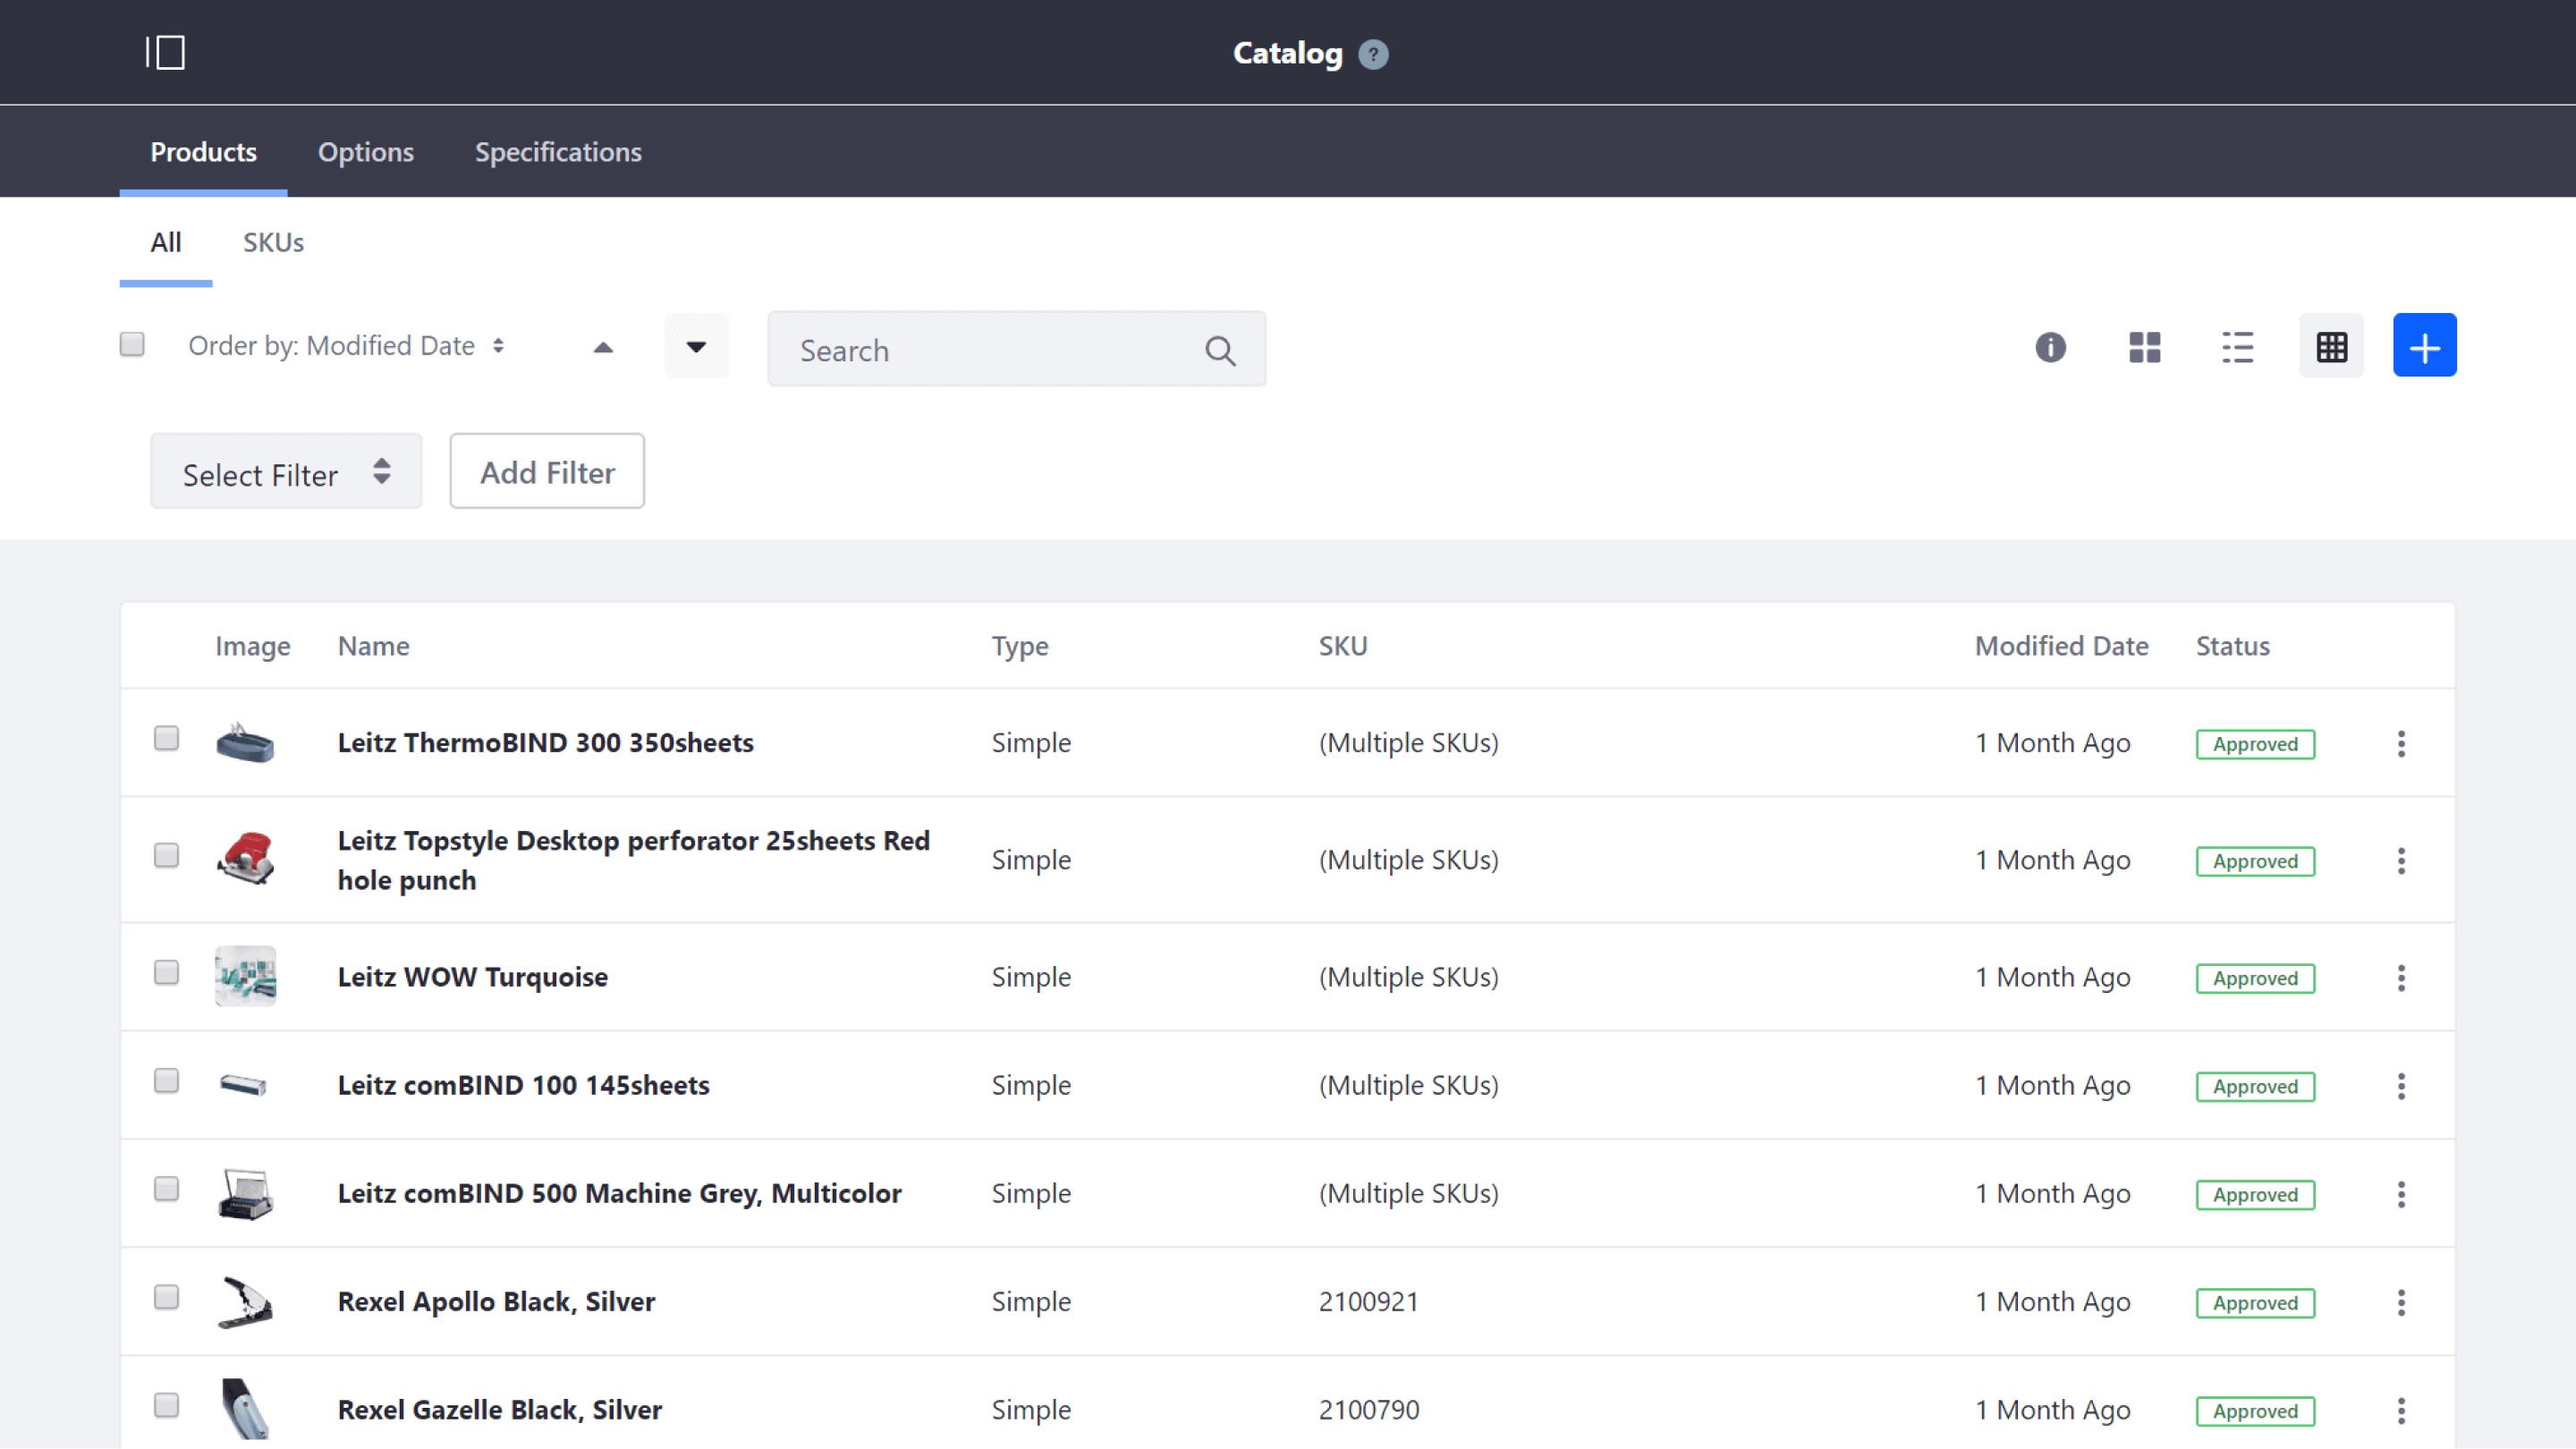 Catalog ?
Products Options Specifications
All SKUs
Order by: Modified Date Search
Select Filter Add Filter
Image Name Type SKU Modified Date Status
Leitz ThermoBIND 300 350sheets Simple (Multiple SKUs) 1 Month Ago Approved
Leitz Topstyle Desktop perforator 25sheets Red
hole punch Simple (Multiple SKUs) 1 Month Ago Approved
Leitz WOW Turquoise Simple (Multiple SKUs) 1 Month Ago Approved
Leitz comBIND 100 145sheets Simple (Multiple SKUs) 1 Month Ago Approved
Leitz comBIND 500 Machine Grey, Multicolor Simple (Multiple SKUs) 1 Month Ago Approved
Rexel Apollo Black, Silver Simple 2100921 1 Month Ago Approved
Rexel Gazelle Black, Silver Simple 2100790 1 Month Ago Approved